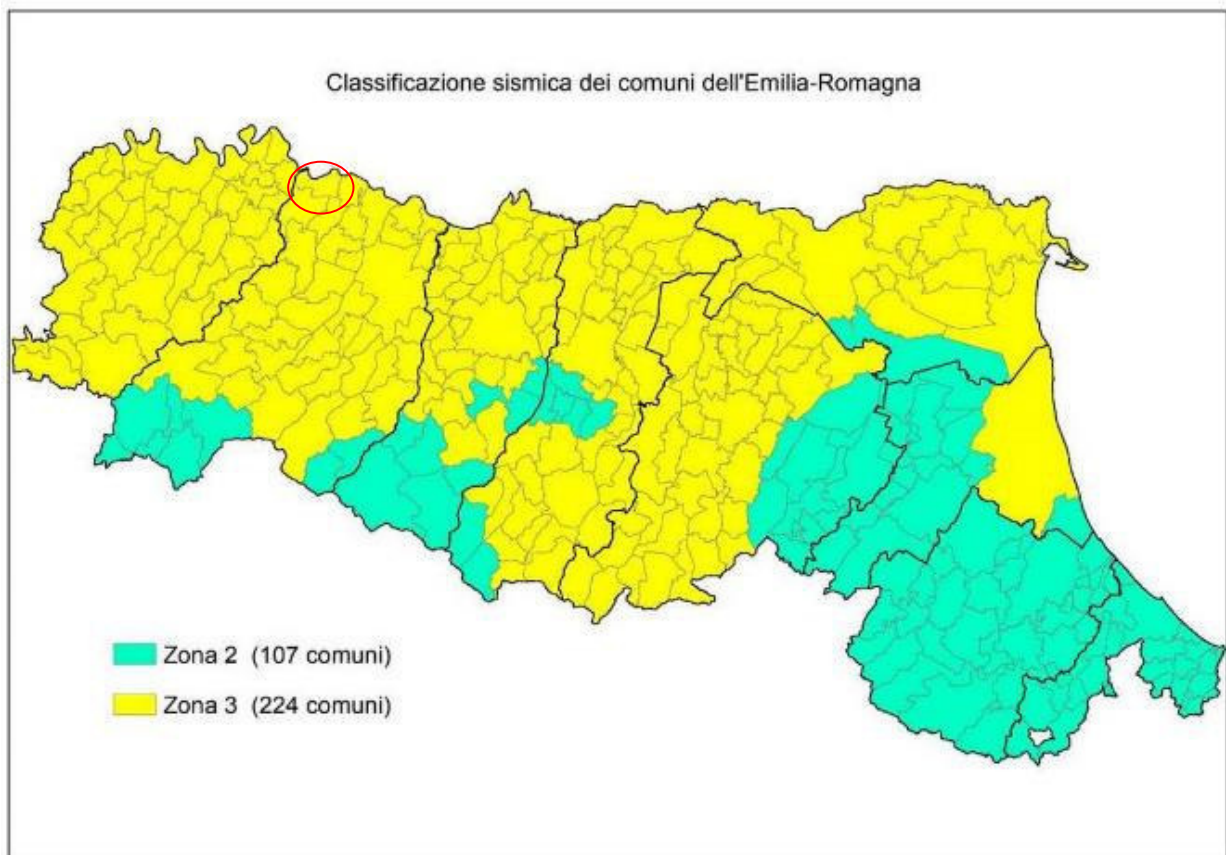 Classificazione sismica dei comuni dell'Emilia-Romagna
Zona 2 (107 comuni)
Zona 3 (224 comuni)